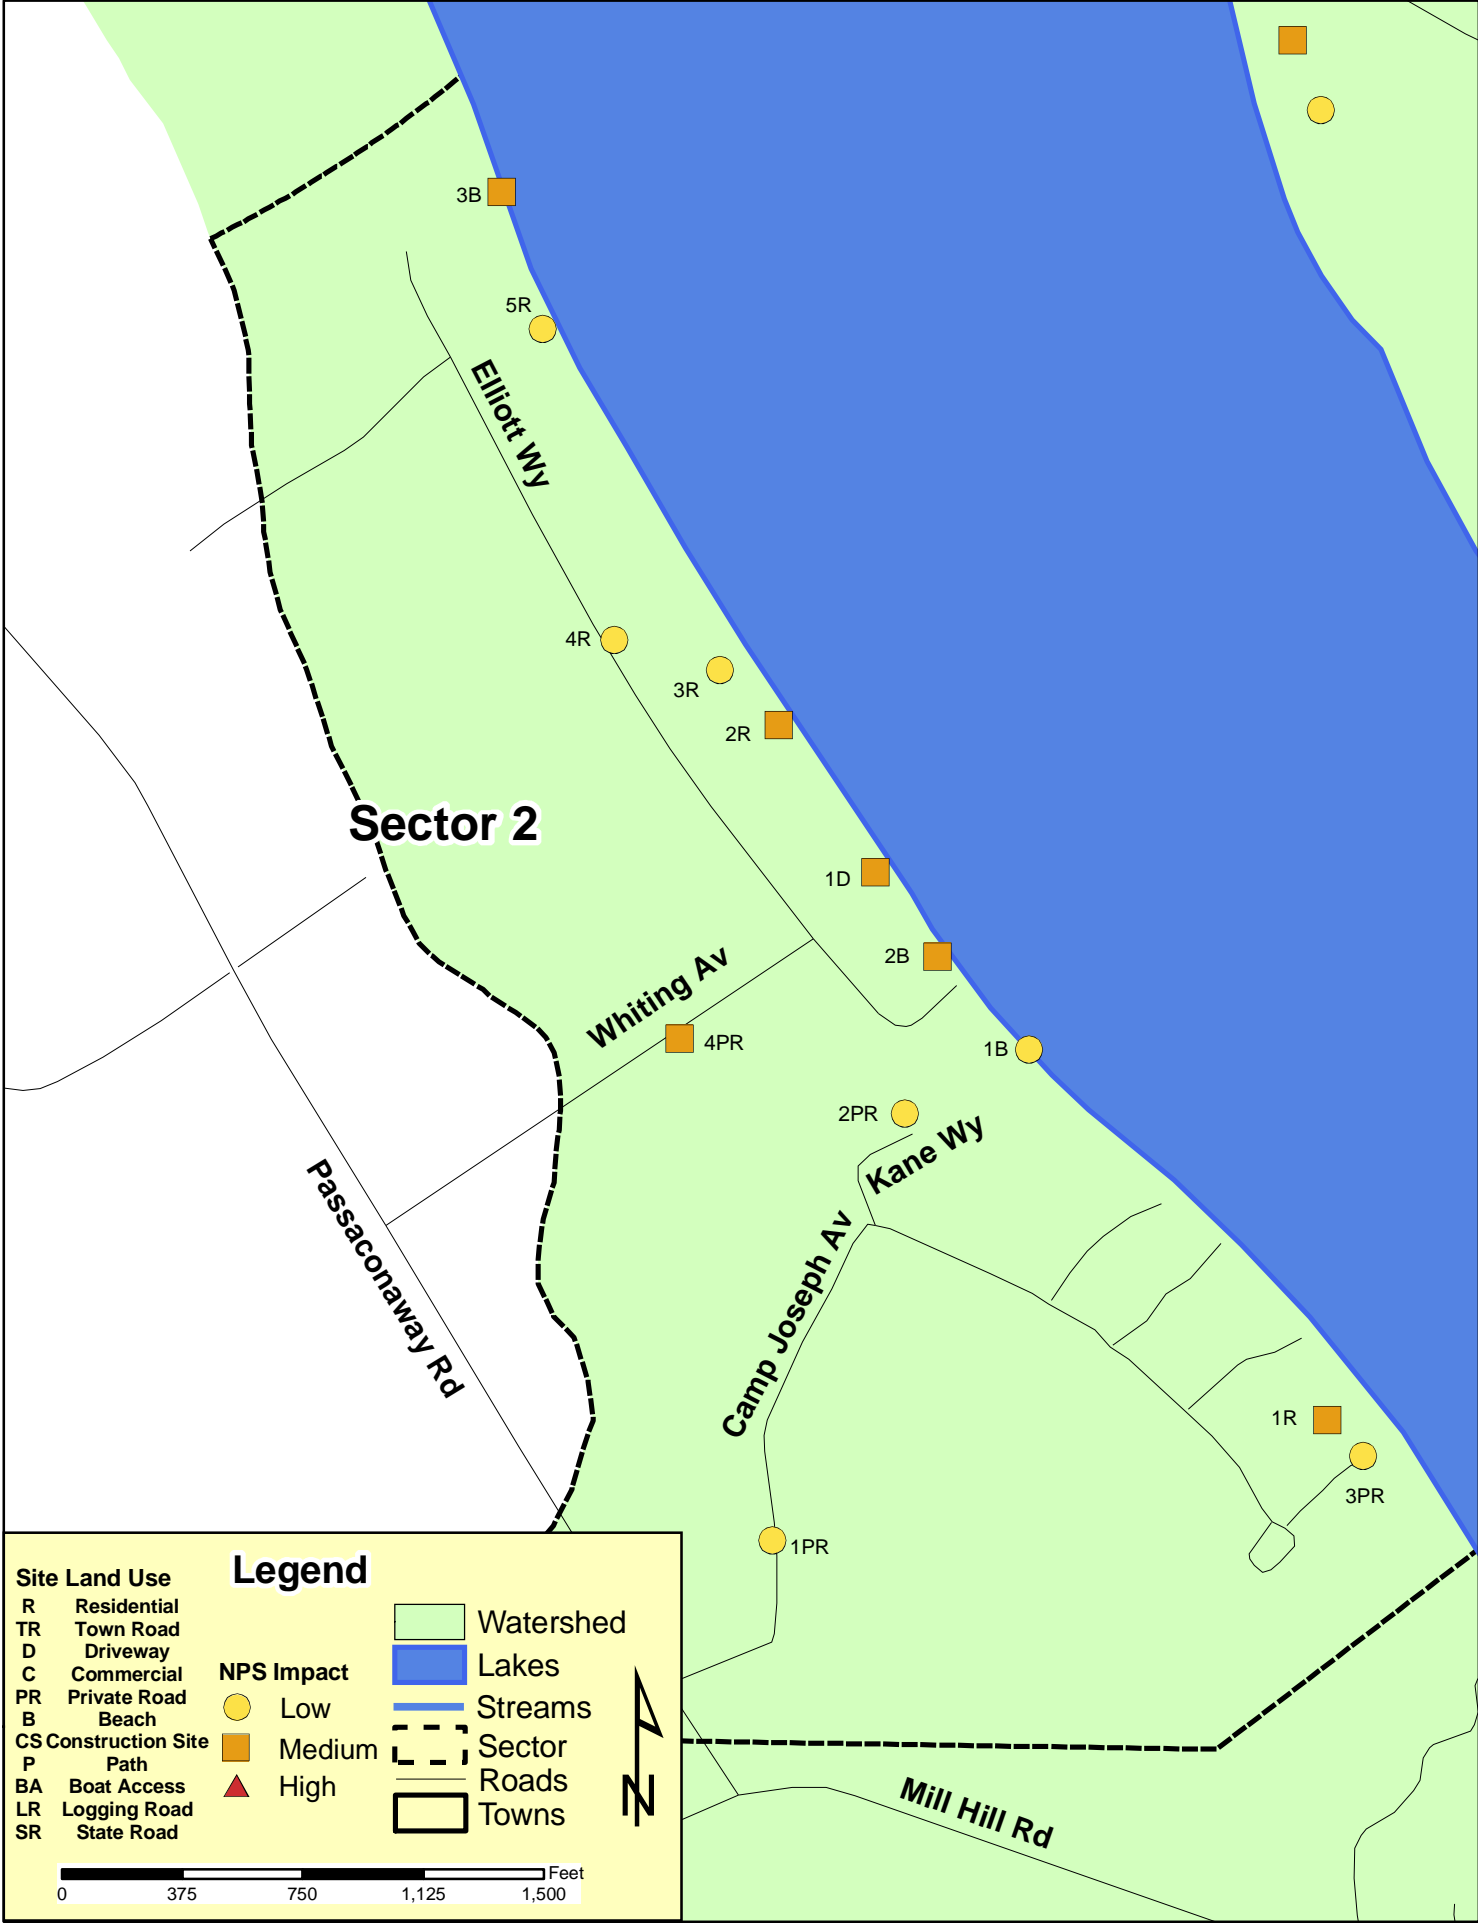 3B
5R
Elliott Wy
4R
3R
2R
Sector 2
1D
2B
Whiting Av
4PR
1B
2PR
Kane Wy
Passaconaway Rd
Camp Joseph Av
1R
3PR
1PR
Legend
Site Land Use
R Residential
TR Town Road
D Driveway
C Commercial
PR Private Road
B Beach
CS Construction Site
P Path
BA Boat Access
LR Logging Road
SR State Road
NPS Impact
Low
Medium
High
Watershed
Lakes
Streams
Sector
Roads
Towns
N
Feet
0 375 750 1,125 1,500
Mill Hill Rd